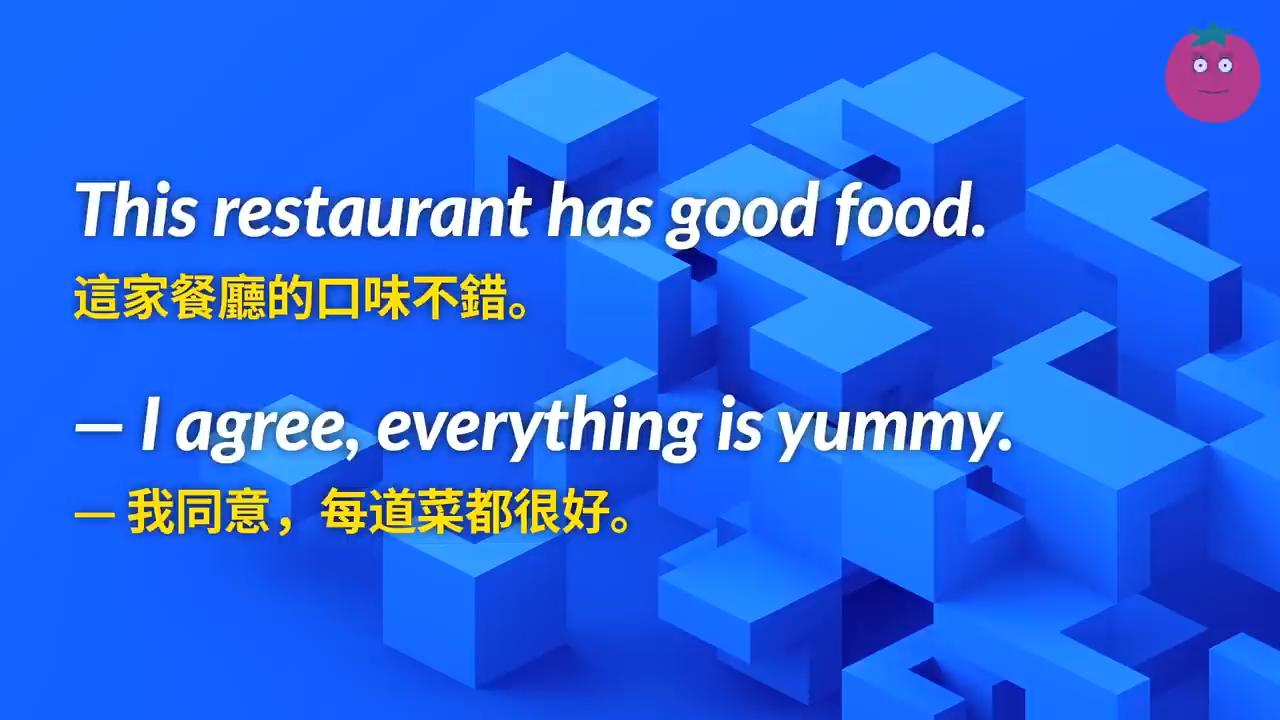 This restaurant has good food.
這家餐廳的口味不錯。
— I agree, everything is yummy.
— 我同意，每道菜都很好。